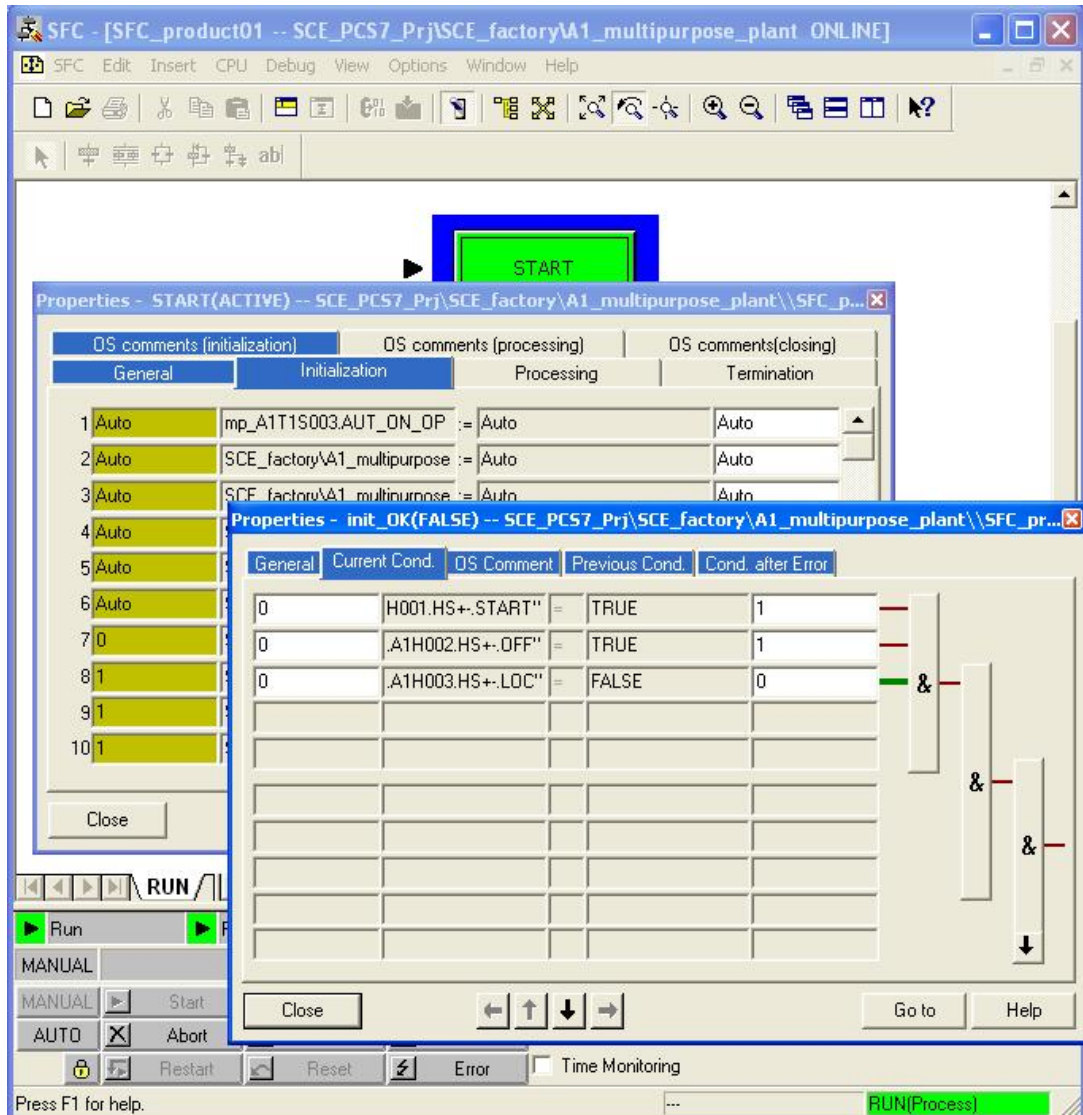 SFC - [SFC_product01 -- SCE_PCS7_Prj\SCE_factory\A1_multipurpose_plant ONLINE]
SFC Edit Insert CPU Debug View Options Window Help
abl
START
Properties - START(ACTIVE) -- SCE_PCS7_Prj\SCE_factory\A1_multipurpose_plant\\SFC_p...
OS comments (initialization) OS comments (processing) OS comments(closing)
General Initialization Processing Termination
1 Auto mp_A1T1S003.AUT_ON_OP := Auto Auto
2 Auto SCE_factory\A1_multipurpose := Auto Auto
3 Auto SCE_factory\A1_multipurpose := Auto Auto
4 Auto
5 Auto
6 Auto
7 0
8 1
9 1
10 1
Close
Properties - init_OK(FALSE) -- SCE_PCS7_Prj\SCE_factory\A1_multipurpose_plant\\SFC_pr...
General Current Cond. OS Comment Previous Cond. Cond. after Error
0 H001.HS+-.START" = TRUE 1
0 .A1H002.HS+-.OFF" = TRUE 1
0 .A1H003.HS+-.LOC" = FALSE 0
&
&
&
Close Go to Help
RUN
Run
MANUAL
MANUAL Start
AUTO Abort
Restart Reset Error Time Monitoring
Press F1 for help. --- RUN(Process)